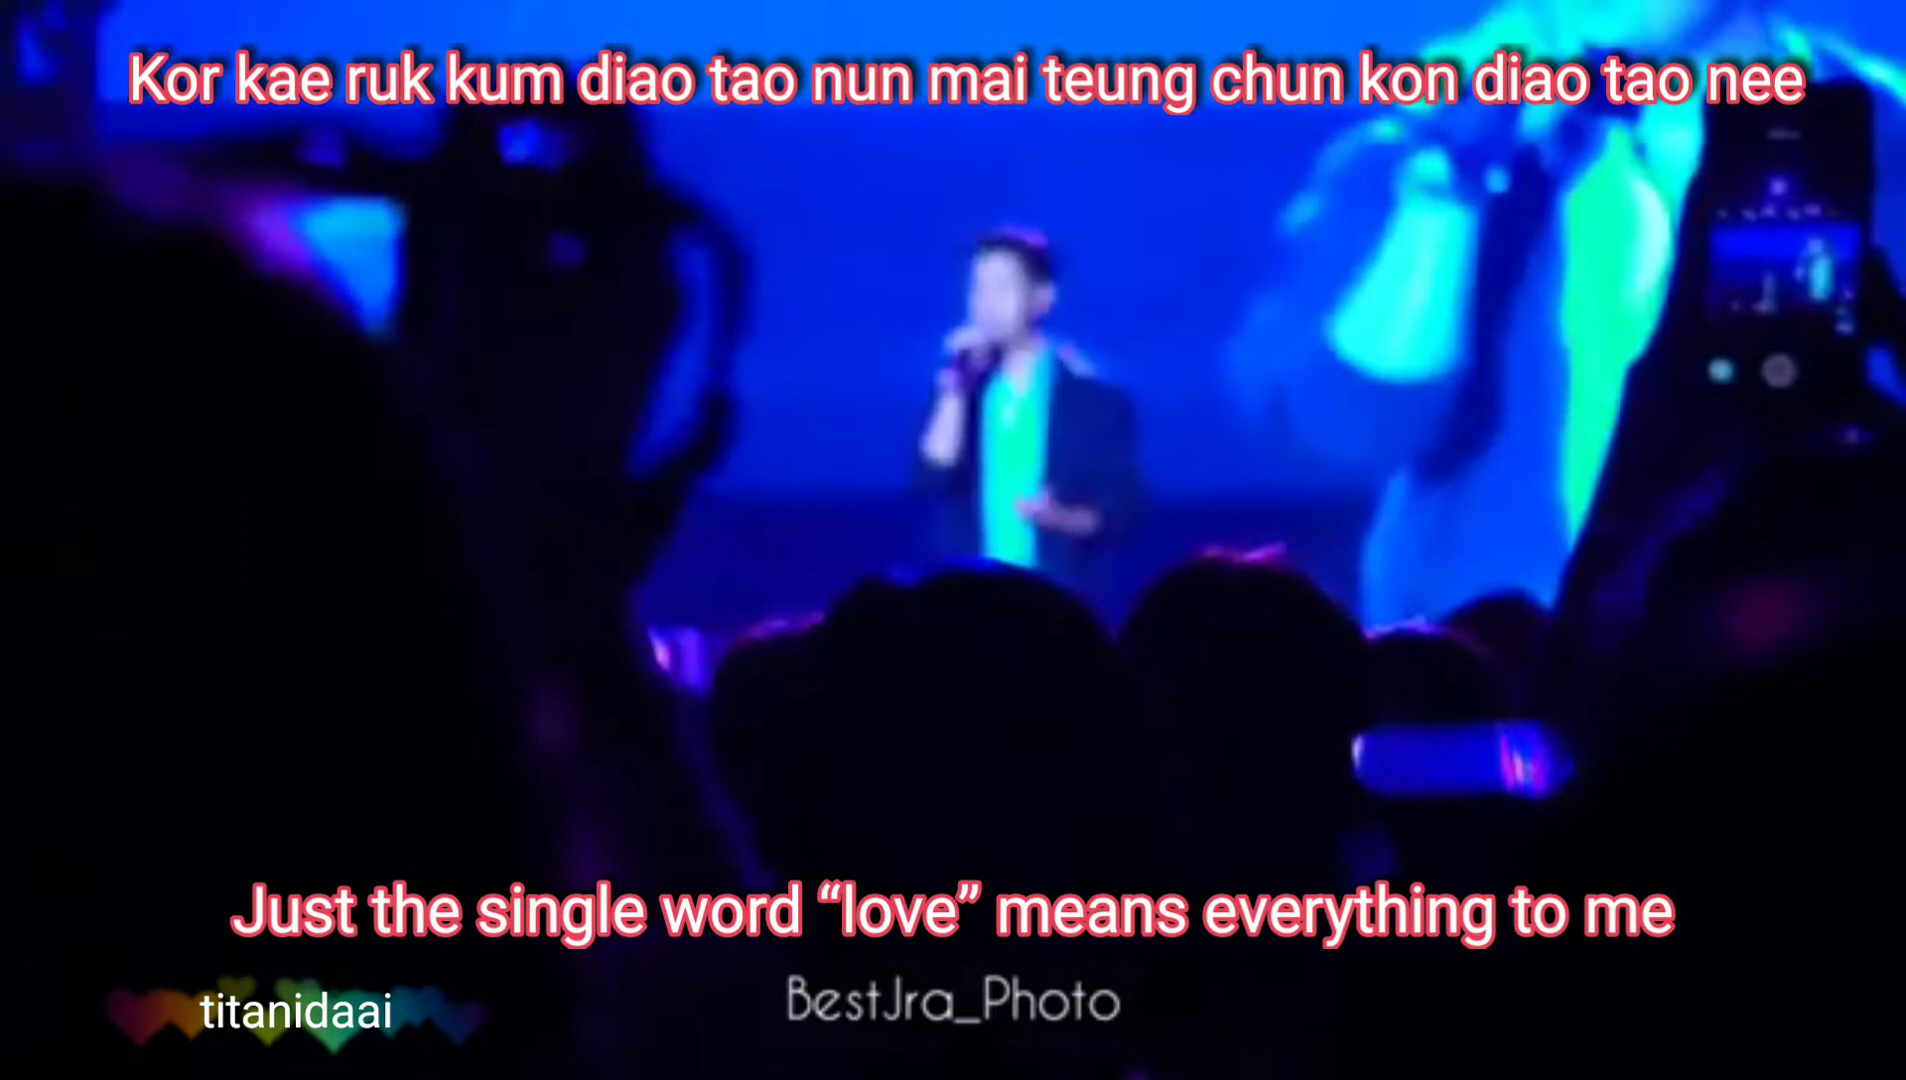 Kor kae ruk kum diao tao nun mai teung chun kon diao tao nee
Just the single word “love” means everything to me
titanidaai
BestJra_Photo